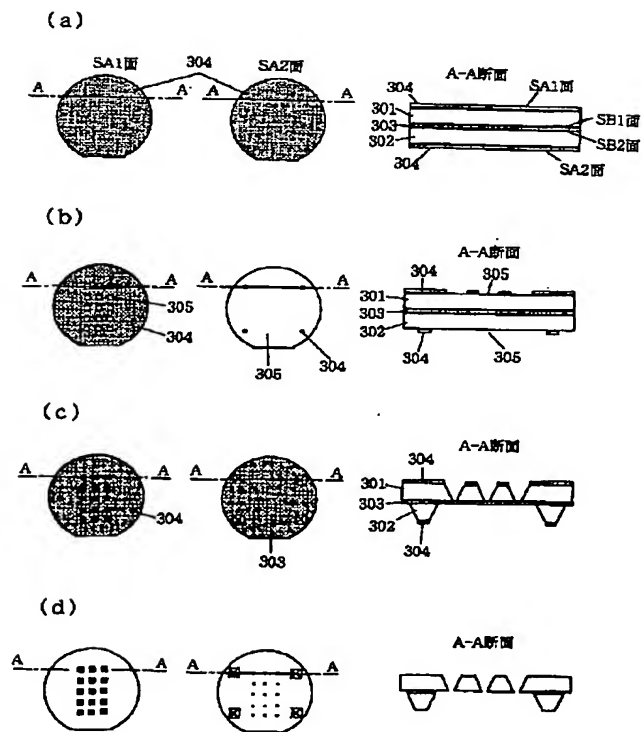 (a)
SA1面 304 SA2面
A A A A
A-A断面
304 SA1面
301
303 SB1面
302 SB2面
304 SA2面
(b)
A-A断面
A A A 304 305
301
305 303
304 302
305 304 304 305
(c)
A-A断面
A A A A 304
301
304 303
302
303 304
(d)
A-A断面
A A A A